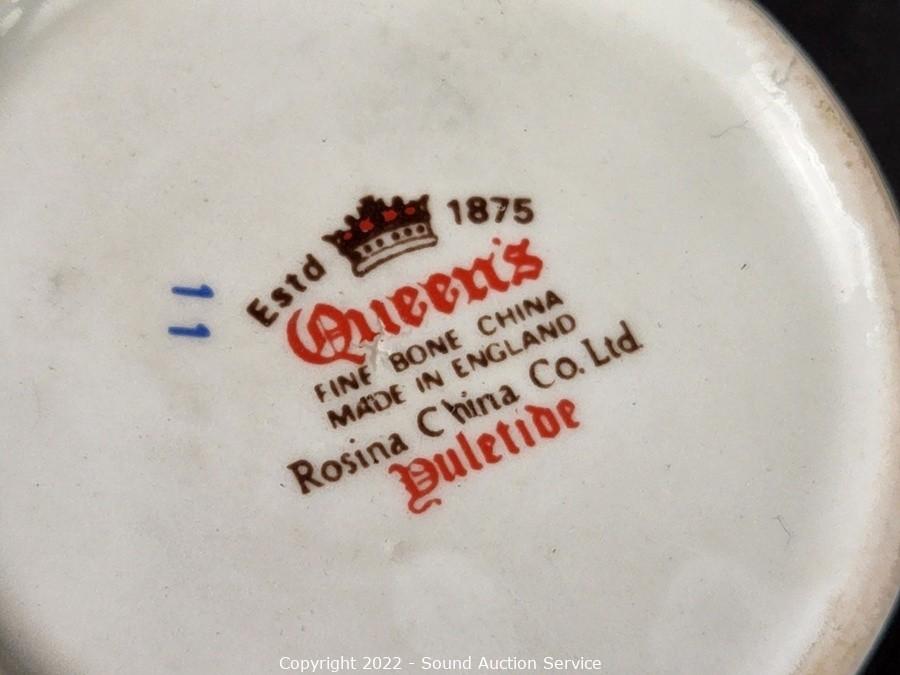 Estd 1875
Queen's
FINE BONE CHINA
MADE IN ENGLAND
Rosina China Co. Ltd
Yuletide
11
Copyright 2022 - Sound Auction Service